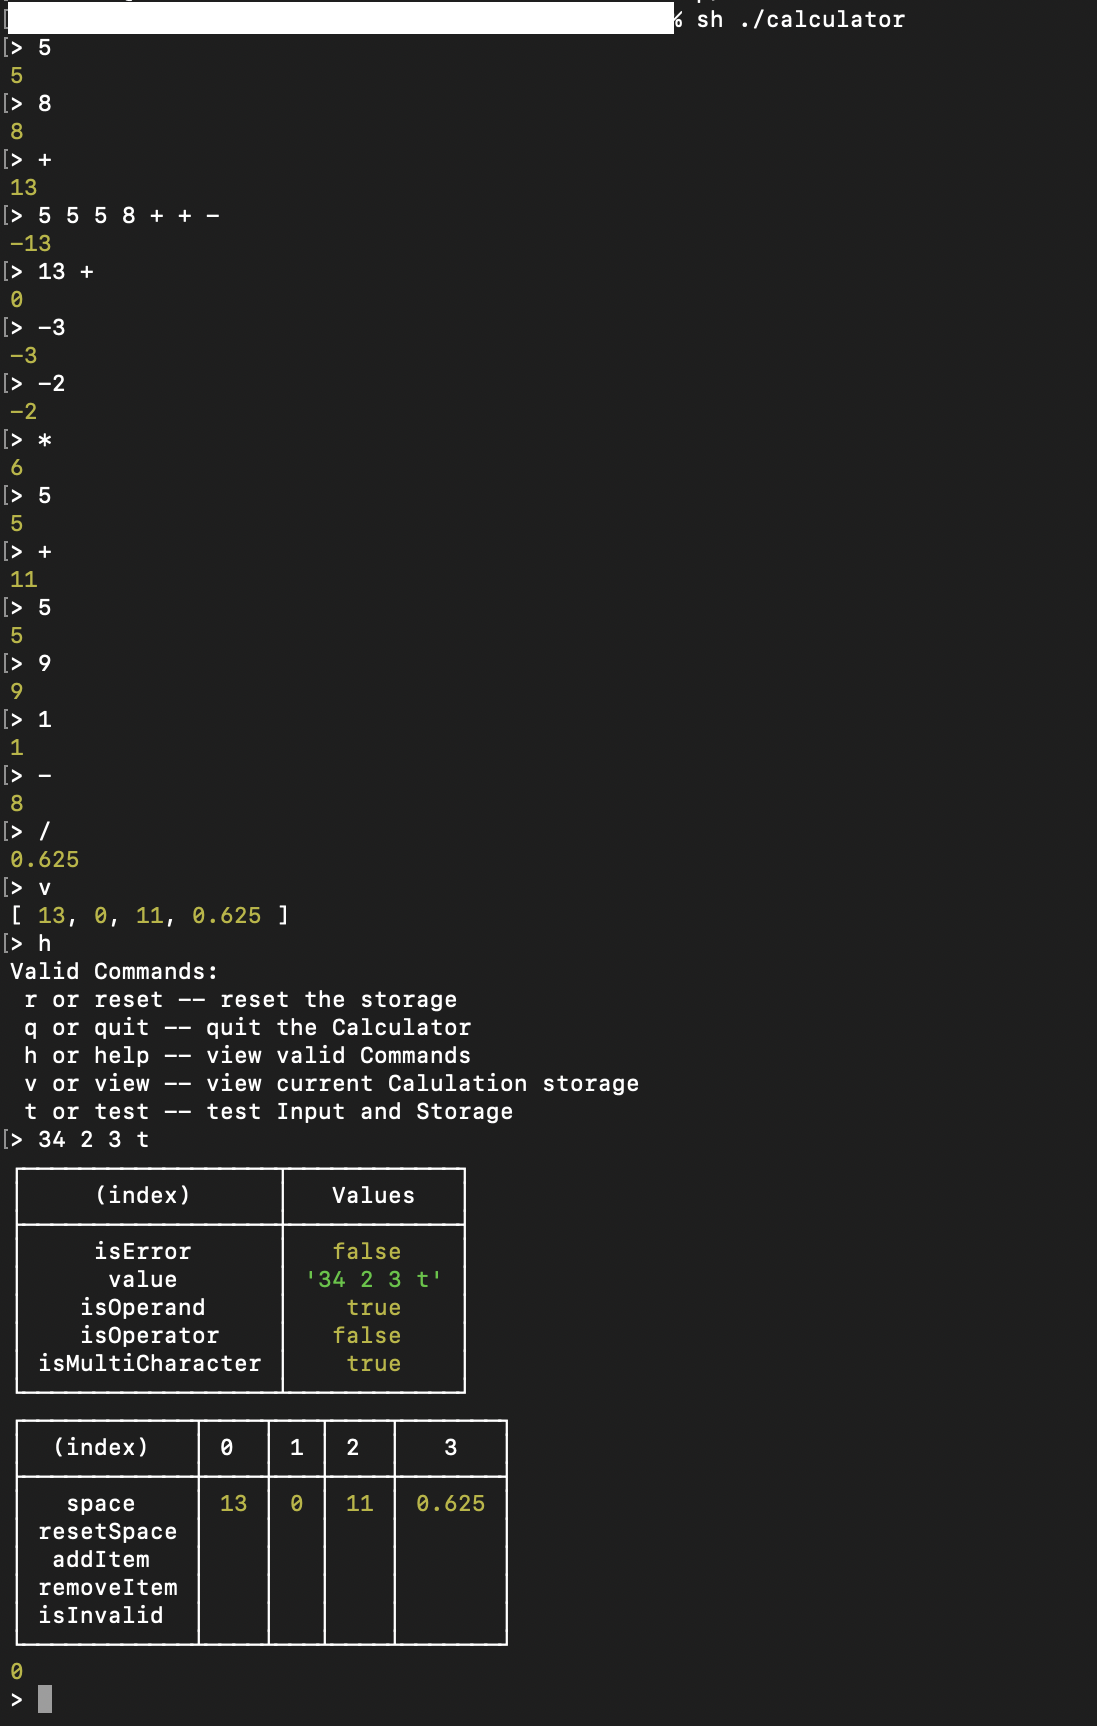 % sh ./calculator
[> 5
5
[> 8
8
[> +
13
[> 5 5 5 8 + + -
-13
[> 13 +
0
[> -3
-3
[> -2
-2
[> *
6
[> 5
5
[> +
11
[> 5
5
[> 9
9
[> 1
1
[> -
8
[> /
0.625
[> v
[ 13, 0, 11, 0.625 ]
[> h
Valid Commands:
r or reset -- reset the storage
q or quit -- quit the Calculator
h or help -- view valid Commands
v or view -- view current Calulation storage
t or test -- test Input and Storage
[> 34 2 3 t
(index) Values
isError false
value '34 2 3 t'
isOperand true
isOperator false
isMultiCharacter true
(index) 0 1 2 3
space 13 0 11 0.625
resetSpace
addItem
removeItem
isInvalid
0
>